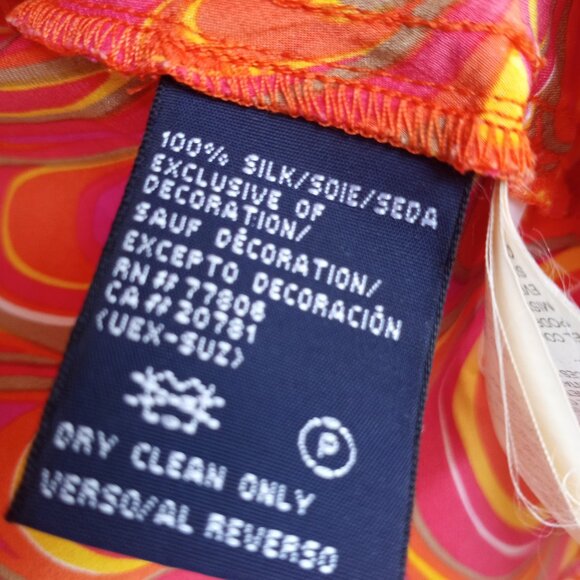 100% SILK/SOIE/SEDA
EXCLUSIVE OF
DECORATION/
SAUF DÉCORATION/
EXCEPTO DECORACIÓN
RN# 77806
CA# 20781
<UEX-SUZ>
P
DRY CLEAN ONLY
VERSO/AL REVERSO